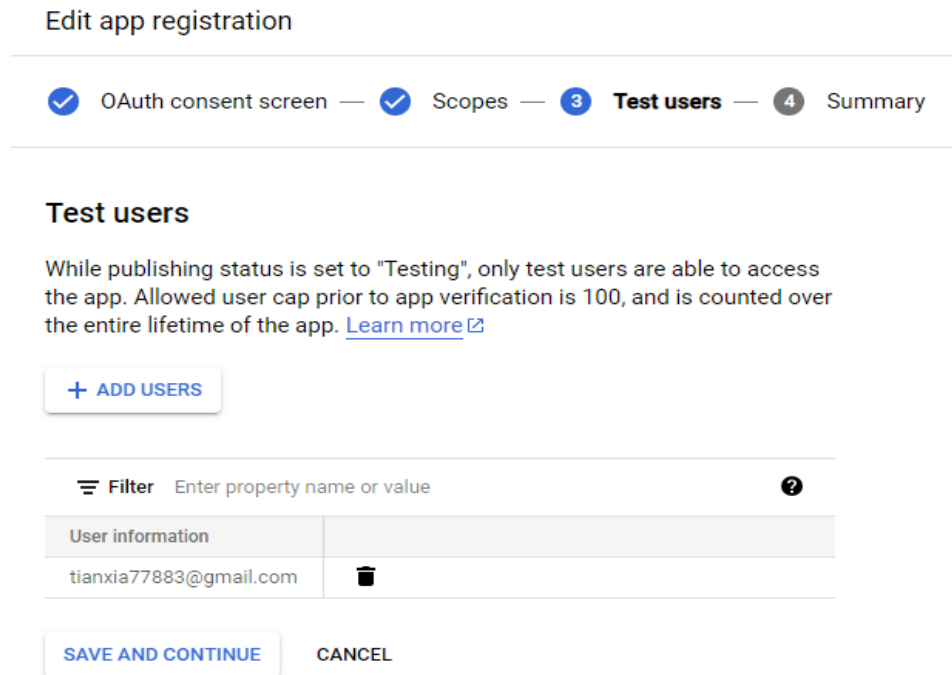 Edit app registration
OAuth consent screen — Scopes — 3 Test users — 4 Summary
Test users
While publishing status is set to "Testing", only test users are able to access
the app. Allowed user cap prior to app verification is 100, and is counted over
the entire lifetime of the app. Learn more
+ ADD USERS
Filter Enter property name or value ?
User information
tianxia77883@gmail.com
SAVE AND CONTINUE CANCEL